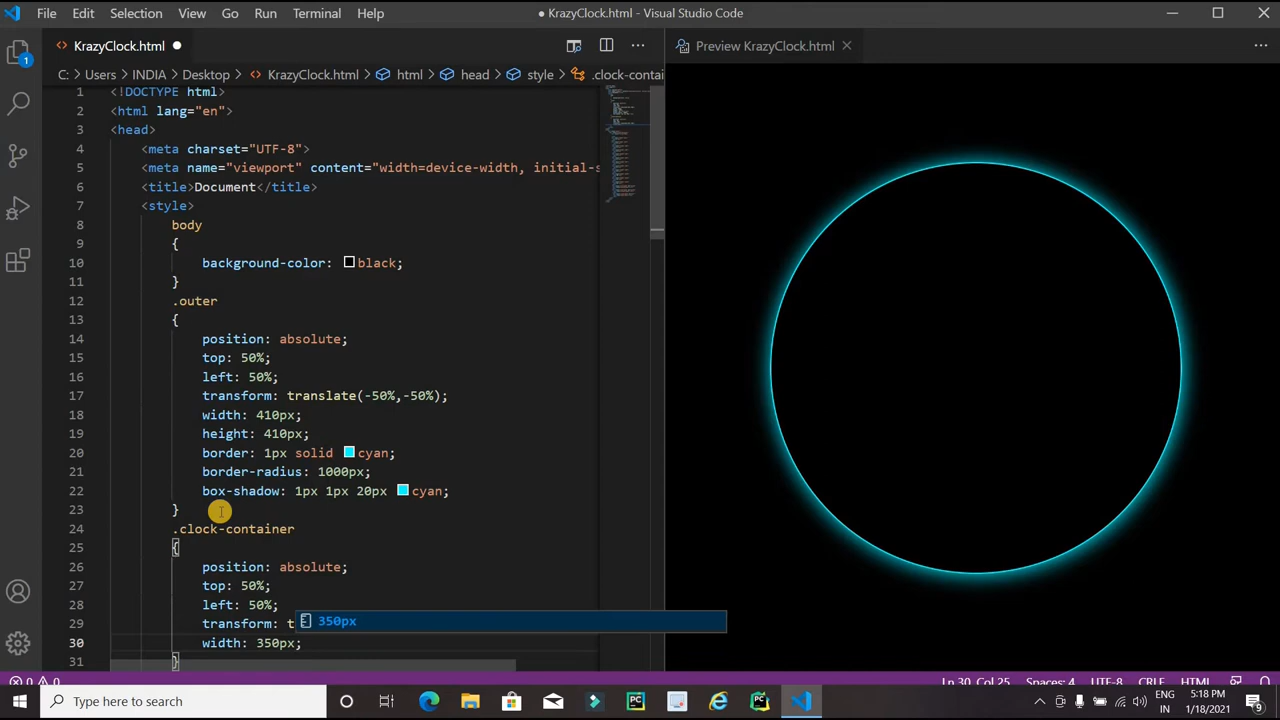 File Edit Selection View Go Run Terminal Help
● KrazyClock.html - Visual Studio Code
KrazyClock.html ●
Preview KrazyClock.html
C: > Users > INDIA > Desktop > KrazyClock.html > html > head > style > .clock-contai
1 <!DOCTYPE html>
2 <html lang="en">
3 <head>
4 <meta charset="UTF-8">
5 <meta name="viewport" content="width=device-width, initial-s
6 <title>Document</title>
7 <style>
8 body
9 {
10 background-color: black;
11 }
12 .outer
13 {
14 position: absolute;
15 top: 50%;
16 left: 50%;
17 transform: translate(-50%,-50%);
18 width: 410px;
19 height: 410px;
20 border: 1px solid cyan;
21 border-radius: 1000px;
22 box-shadow: 1px 1px 20px cyan;
23 }
24 .clock-container
25 {
26 position: absolute;
27 top: 50%;
28 left: 50%;
350px
29 transform: t
30 width: 350px;
31 }
1
0 0
Ln 30, Col 25 Spaces: 4 UTF-8 CRLF HTML
Type here to search
PC
ENG
IN
5:18 PM
1/18/2021
9